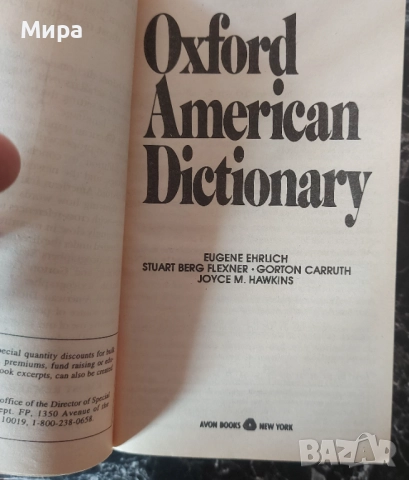 Мира
Oxford
American
Dictionary
EUGENE EHRLICH
STUART BERG FLEXNER • GORTON CARRUTH
JOYCE M. HAWKINS
AVON BOOKS NEW YORK
pecial quantity discounts for bulk
premiums, fund raising or
ook excerpts, can also be created
office of the Director of Special
ept. FP, 1350 Avenue of the
10019, 1-800-238-0658.
bazar